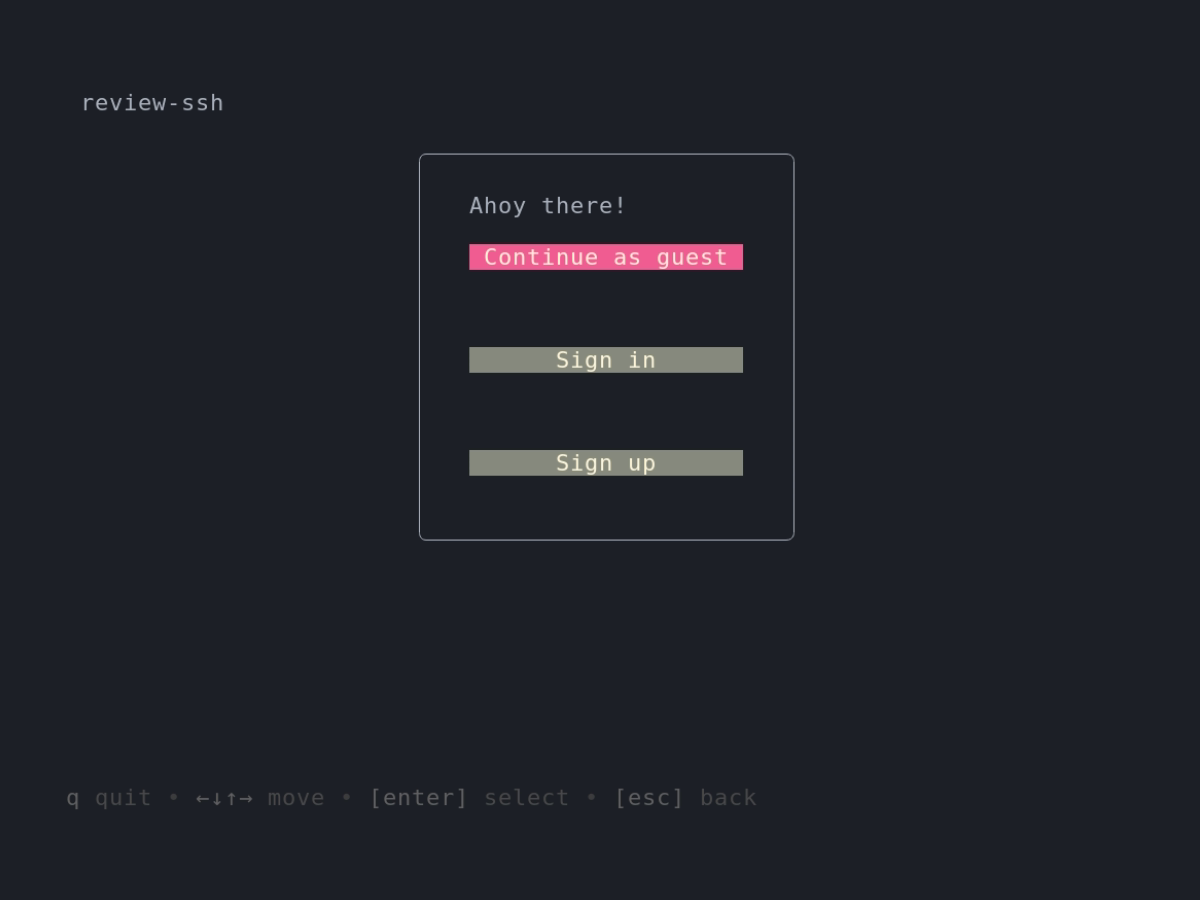 review-ssh
Ahoy there!
Continue as guest
Sign in
Sign up
q quit • ←↓↑→ move • [enter] select • [esc] back